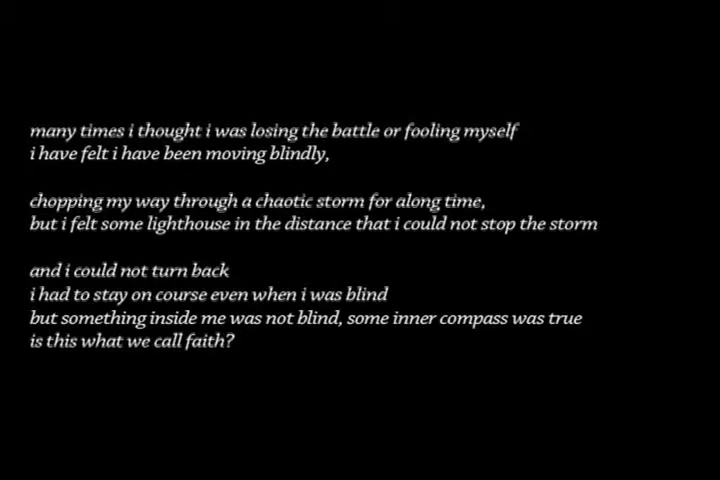 many times i thought i was losing the battle or fooling myself
i have felt i have been moving blindly,
chopping my way through a chaotic storm for along time,
but i felt some lighthouse in the distance that i could not stop the storm
and i could not turn back
i had to stay on course even when i was blind
but something inside me was not blind, some inner compass was true
is this what we call faith?